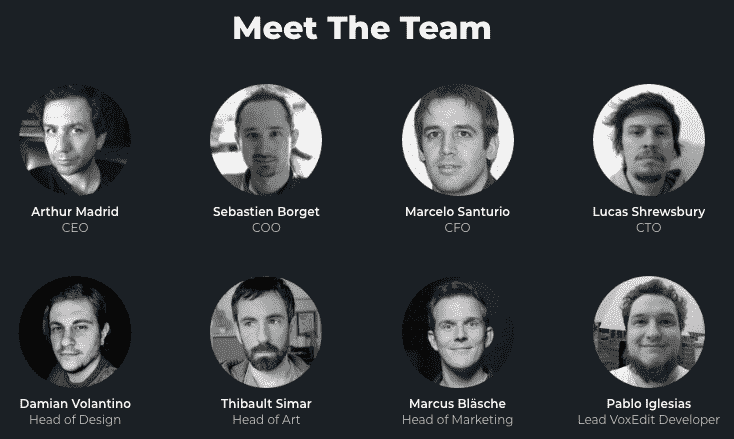 Meet The Team
Arthur Madrid
CEO
Sebastien Borget
COO
Marcelo Santurio
CFO
Lucas Shrewsbury
CTO
Damian Volantino
Head of Design
Thibault Simar
Head of Art
Marcus Bläsche
Head of Marketing
Pablo Iglesias
Lead VoxEdit Developer